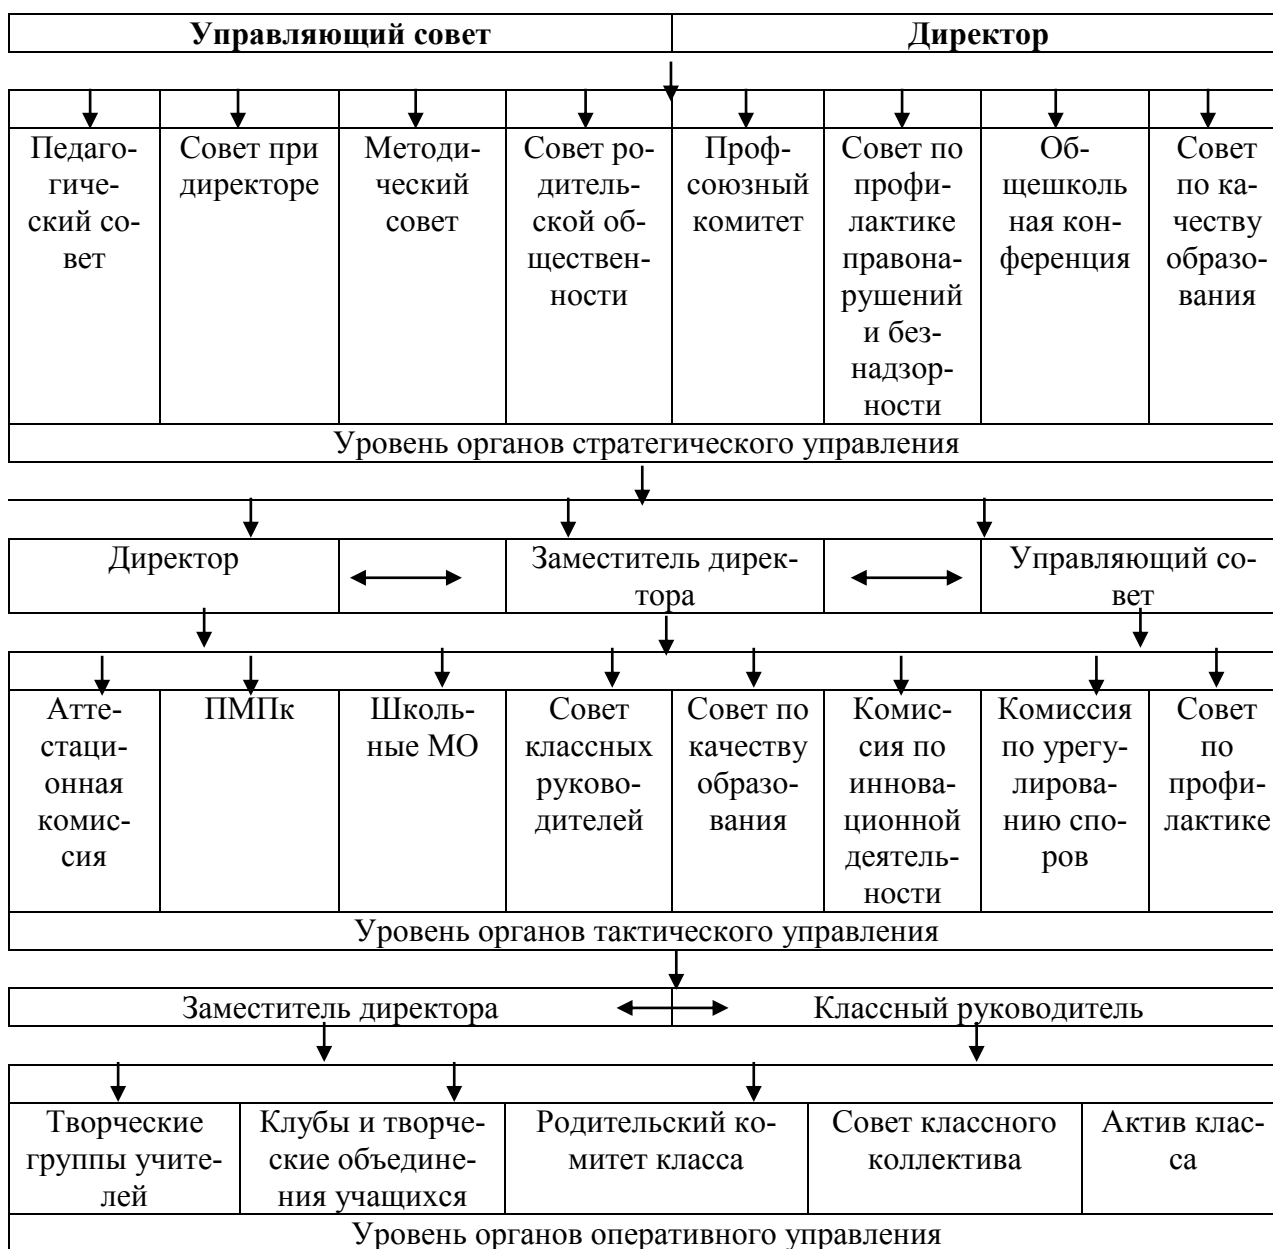 Управляющий совет
Директор
Педаго-
гиче-
ский со-
вет
Совет при
директоре
Методи-
ческий
совет
Совет ро-
дитель-
ской об-
ществен-
ности
Проф-
союзный
комитет
Совет по
профи-
лактике
правона-
рушений
и без-
надзор-
ности
Об-
щешколь
ная кон-
ференция
Совет
по ка-
честву
образо-
вания
Уровень органов стратегического управления
Директор
Заместитель дирек-
тора
Управляющий со-
вет
Атте-
стаци-
онная
комис-
сия
ПМПк
Школь-
ные МО
Совет
классных
руково-
дителей
Совет по
качеству
образо-
вания
Комис-
сия по
иннова-
ционной
деятель-
ности
Комиссия
по урегу-
лирова-
нию спо-
ров
Совет
по
профи-
лактике
Уровень органов тактического управления
Заместитель директора
Классный руководитель
Творческие
группы учите-
лей
Клубы и творче-
ские объедине-
ния учащихся
Родительский ко-
митет класса
Совет классного
коллектива
Актив клас-
са
Уровень органов оперативного управления